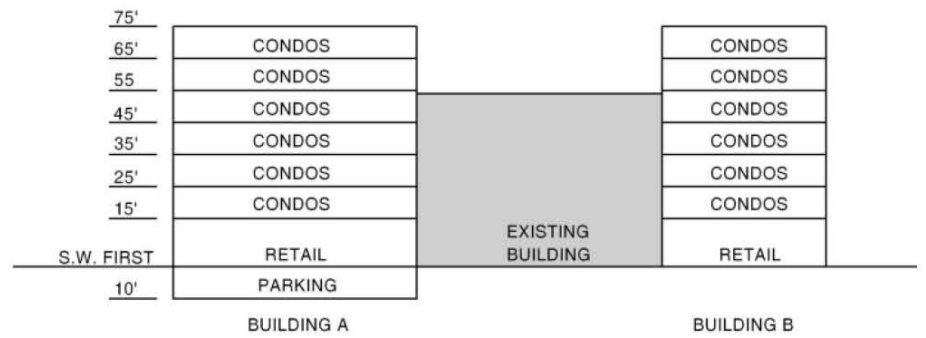 75'
65' CONDOS CONDOS
55 CONDOS CONDOS
45' CONDOS CONDOS
35' CONDOS CONDOS
25' CONDOS CONDOS
15' CONDOS CONDOS
EXISTING
S.W. FIRST RETAIL BUILDING RETAIL
10' PARKING
BUILDING A BUILDING B